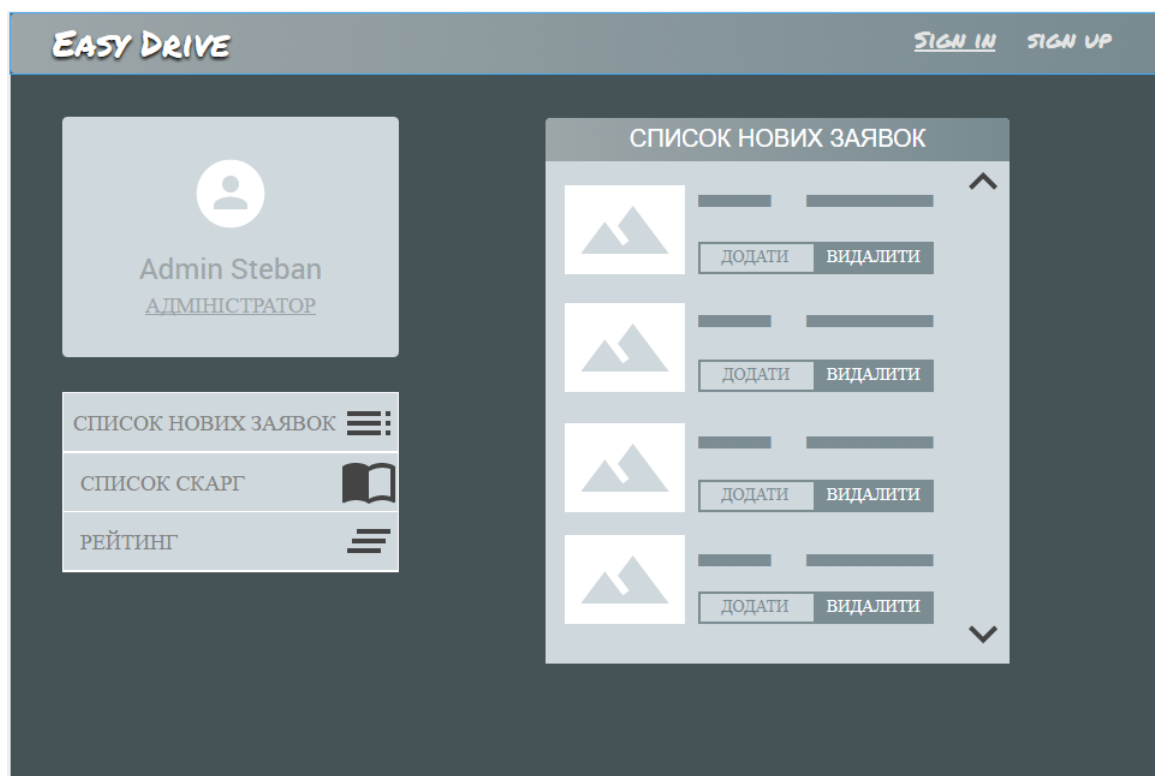 Easy Drive
Sign in sign up
Admin Steban
АДМІНІСТРАТОР
СПИСОК НОВИХ ЗАЯВОК
СПИСОК СКАРГ
РЕЙТИНГ
СПИСОК НОВИХ ЗАЯВОК
ДОДАТИ ВИДАЛИТИ
ДОДАТИ ВИДАЛИТИ
ДОДАТИ ВИДАЛИТИ
ДОДАТИ ВИДАЛИТИ